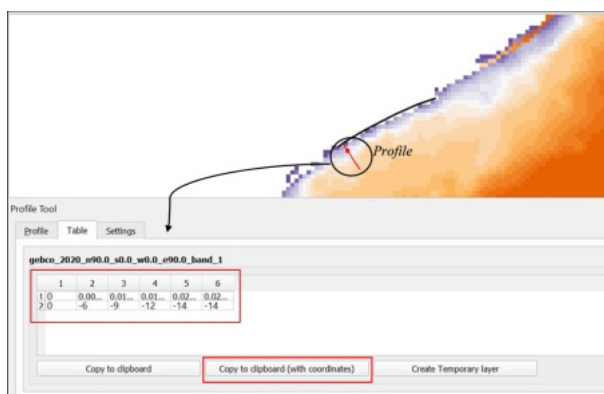 Profile
Profile Tool
Profile Table Settings
gebco_2020_n90.0_s0.0_w0.0_e90.0_band_1
1 2 3 4 5 6
1 0 0.00... 0.01... 0.01... 0.02... 0.02...
2 0 -6 -9 -12 -14 -14
Copy to clipboard Copy to clipboard (with coordinates) Create Temporary layer